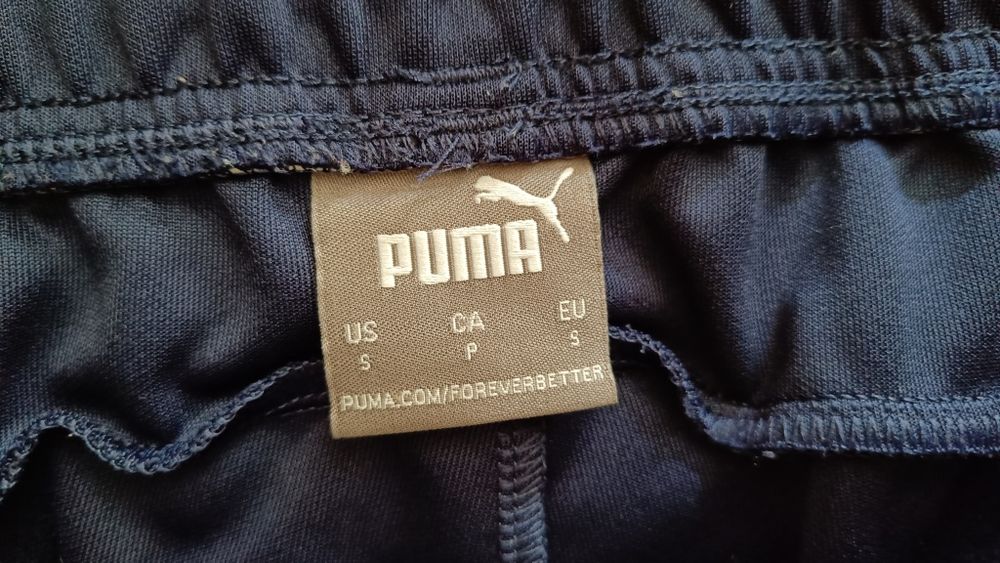 PUMA
US CA EU
S P S
PUMA.COM/FOREVERBETTER